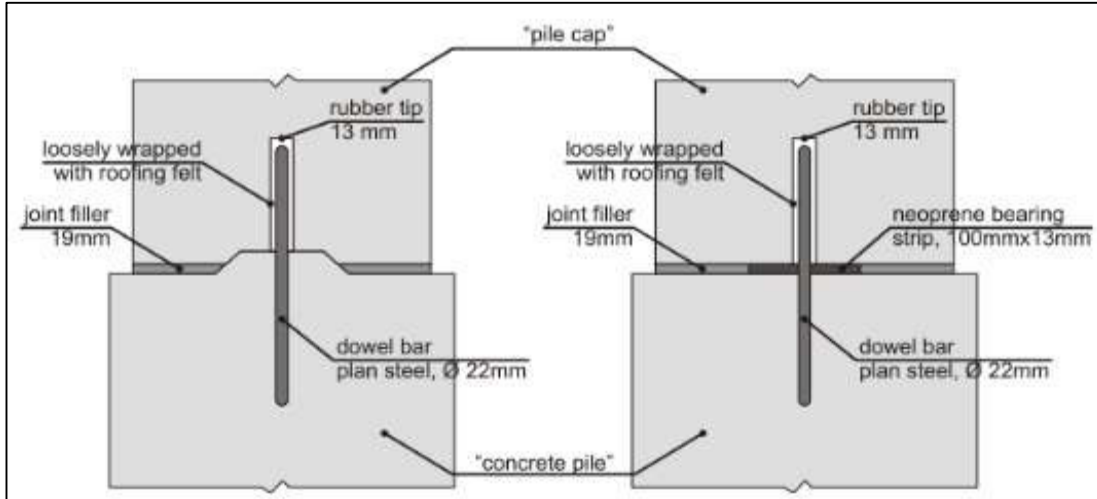 "pile cap"
rubber tip
13 mm
loosely wrapped
with roofing felt
joint filler
19mm
dowel bar
plan steel, Ø 22mm
rubber tip
13 mm
loosely wrapped
with roofing felt
joint filler
19mm
neoprene bearing
strip, 100mmx13mm
dowel bar
plan steel, Ø 22mm
"concrete pile"